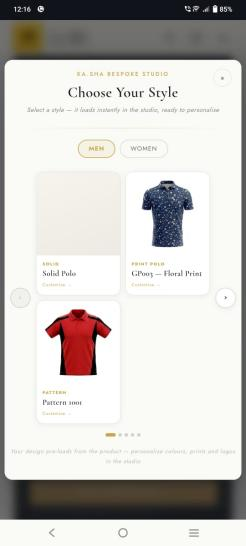 12:16
85%
KA.SHA BESPOKE STUDIO
Choose Your Style
Select a style — it loads instantly in the studio, ready to personalise
MEN
WOMEN
SOLID
Solid Polo
Customise →
PRINT POLO
GP003 — Floral Print
Customise →
PATTERN
Pattern 1001
Customise →
Your design pre-loads from the product — personalise colours, prints and logos
in the studio